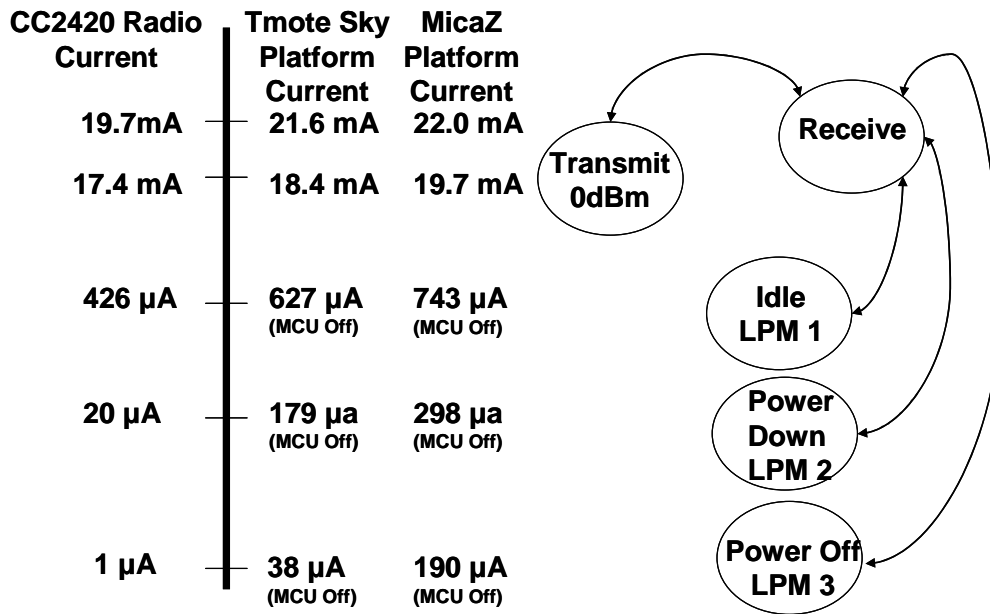 CC2420 Radio
Current
Tmote Sky
Platform
Current
MicaZ
Platform
Current
19.7mA
21.6 mA
22.0 mA
17.4 mA
18.4 mA
19.7 mA
426 µA
627 µA
(MCU Off)
743 µA
(MCU Off)
20 µA
179 µa
(MCU Off)
298 µa
(MCU Off)
1 µA
38 µA
(MCU Off)
190 µA
(MCU Off)
Transmit
0dBm
Receive
Idle
LPM 1
Power
Down
LPM 2
Power Off
LPM 3